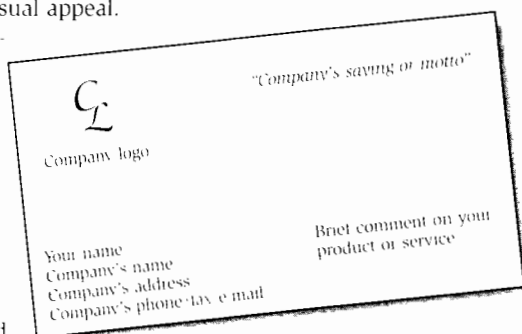 sual appeal.
"Company's saying or motto"
CL
Company logo
Your name
Company's name
Company's address
Company's phone·fax e mail
Brief comment on your
product or service